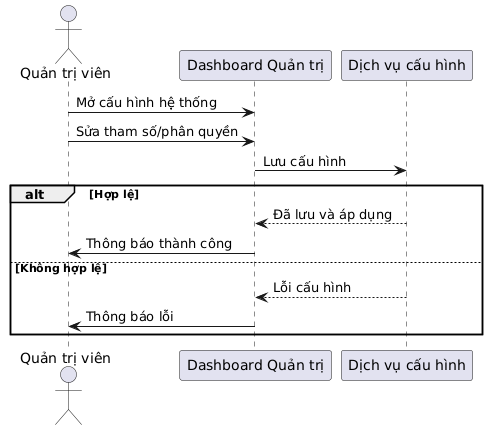 Quản trị viên
Dashboard Quản trị
Dịch vụ cấu hình
Mở cấu hình hệ thống
Sửa tham số/phân quyền
Lưu cấu hình
alt
[Hợp lệ]
Đã lưu và áp dụng
Thông báo thành công
[Không hợp lệ]
Lỗi cấu hình
Thông báo lỗi
Quản trị viên
Dashboard Quản trị
Dịch vụ cấu hình